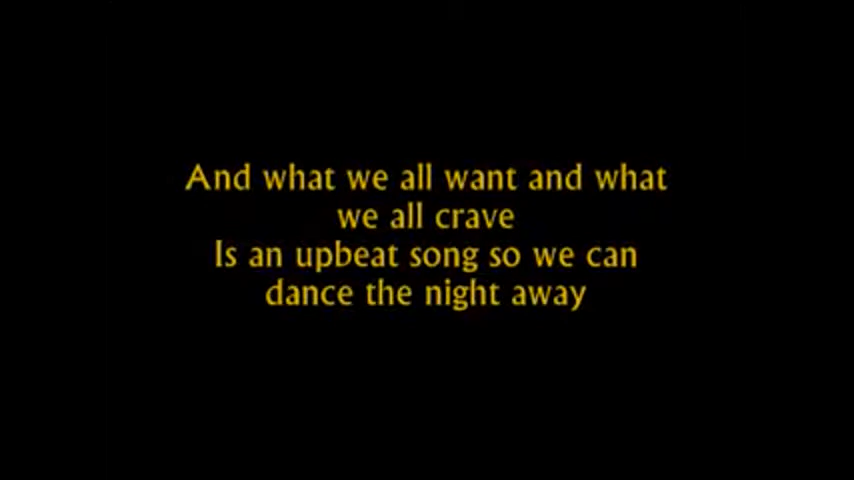 And what we all want and what
we all crave
Is an upbeat song so we can
dance the night away